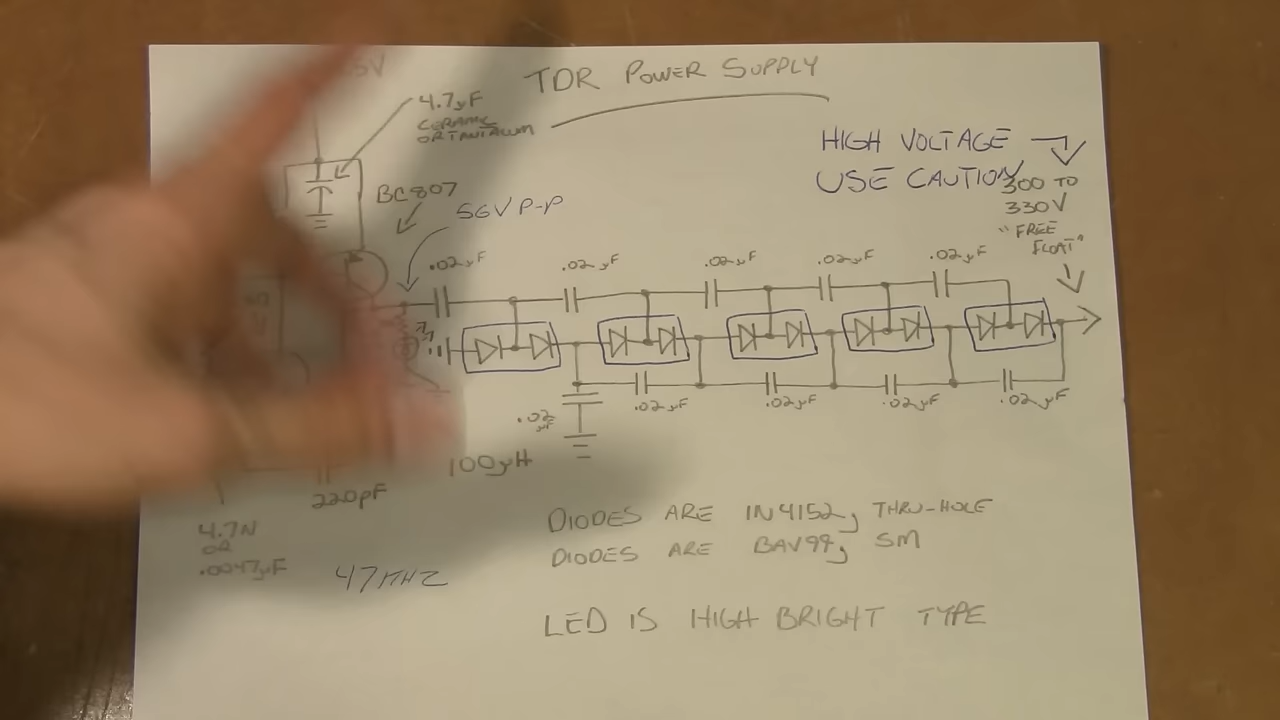 TDR POWER SUPPLY
4.7µF
CERAMIC
OR TANTALUM
HIGH VOLTAGE
USE CAUTION
300 TO
330V
"FREE
FLOAT"
BC807
56V P-P
.02µF
.02µF
.02µF
.02µF
.02µF
.02µF
.02µF
.02µF
.02µF
.02µF
100µH
220pF
4.7N
OR
.0047µF
47KHZ
DIODES ARE 1N4152, THRU-HOLE
DIODES ARE BAV99, SM
LED IS HIGH BRIGHT TYPE